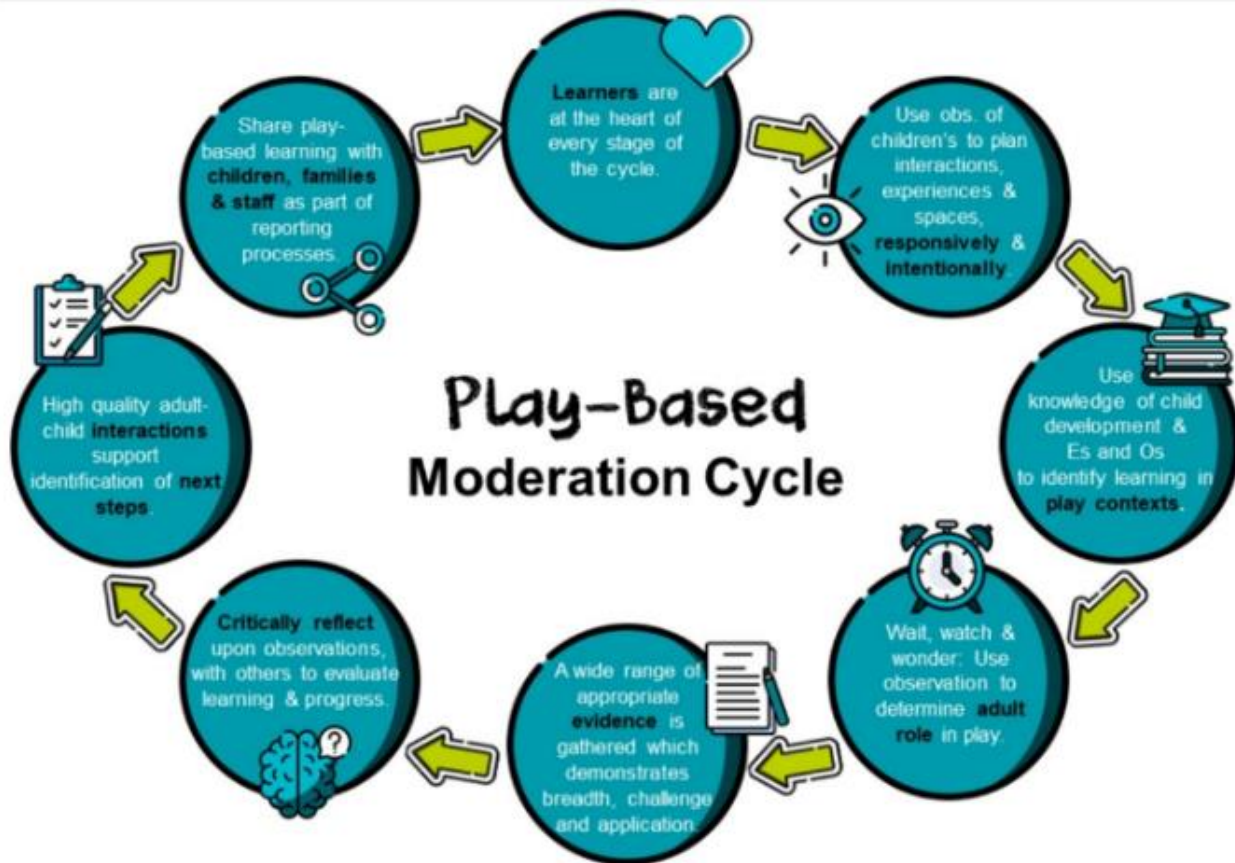 Play-Based
Moderation Cycle
Learners are
at the heart of
every stage of
the cycle.
Use obs. of
children's to plan
interactions,
experiences &
spaces,
responsively &
intentionally.
Use
knowledge of child
development &
Es and Os
to identify learning in
play contexts.
Wait, watch &
wonder: Use
observation to
determine adult
role in play.
A wide range of
appropriate
evidence is
gathered which
demonstrates
breadth, challenge
and application.
Critically reflect
upon observations,
with others to evaluate
learning & progress.
?
High quality adult-
child interactions
support
identification of next
steps.
Share play-
based learning with
children, families
& staff as part of
reporting
processes.